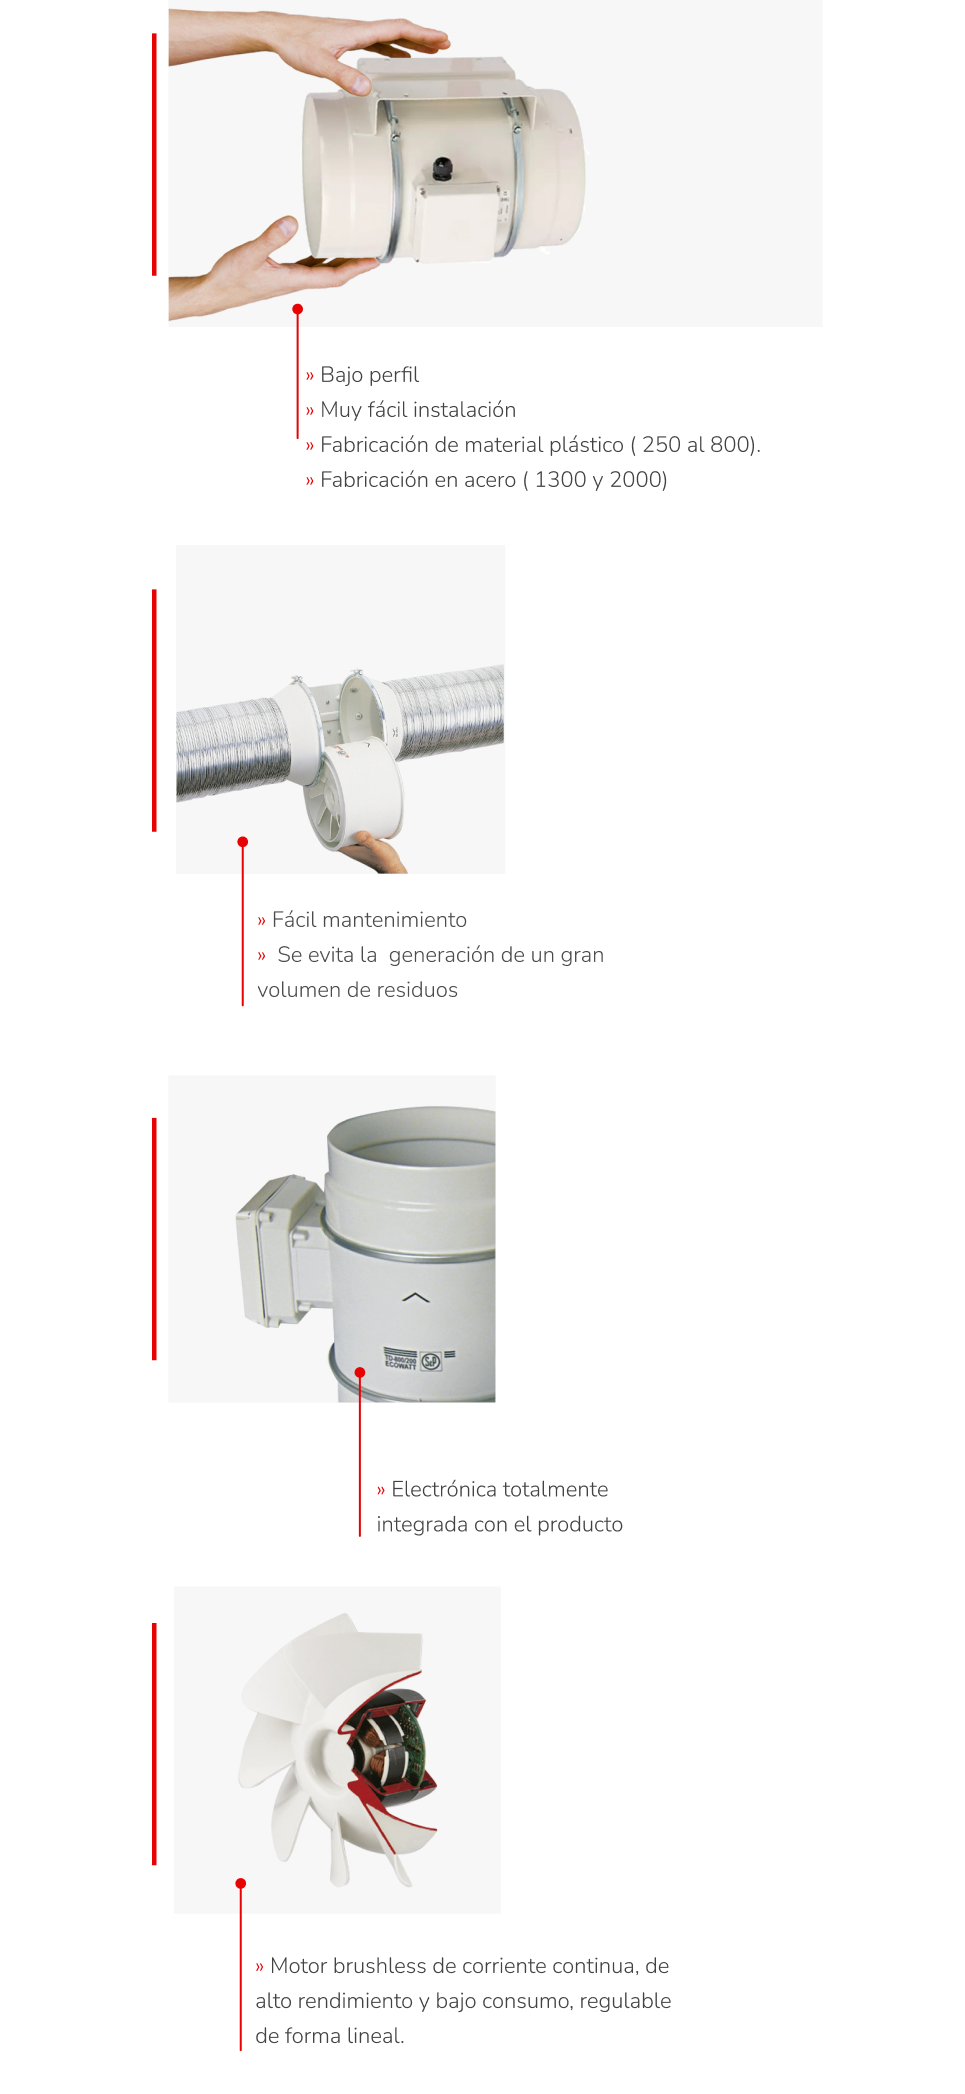 » Bajo perfil
» Muy fácil instalación
» Fabricación de material plástico ( 250 al 800).
» Fabricación en acero ( 1300 y 2000)
» Fácil mantenimiento
» Se evita la generación de un gran
volumen de residuos
TD-800/200
ECOWATT
S&P
» Electrónica totalmente
integrada con el producto
» Motor brushless de corriente continua, de
alto rendimiento y bajo consumo, regulable
de forma lineal.